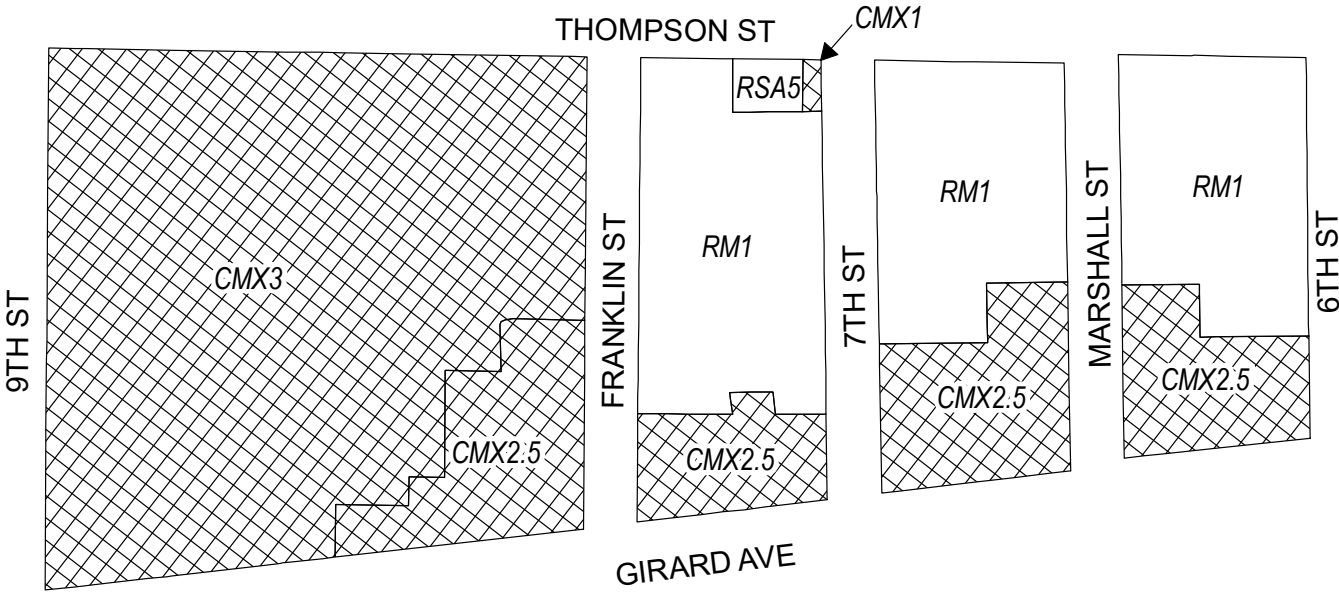 THOMPSON ST
CMX1
RSA5
RM1
RM1
RM1
CMX3
9TH ST
FRANKLIN ST
7TH ST
MARSHALL ST
6TH ST
CMX2.5
CMX2.5
CMX2.5
CMX2.5
GIRARD AVE